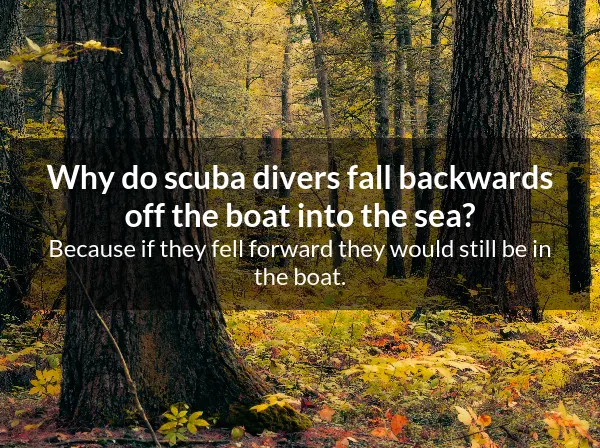 Why do scuba divers fall backwards
off the boat into the sea?
Because if they fell forward they would still be in
the boat.